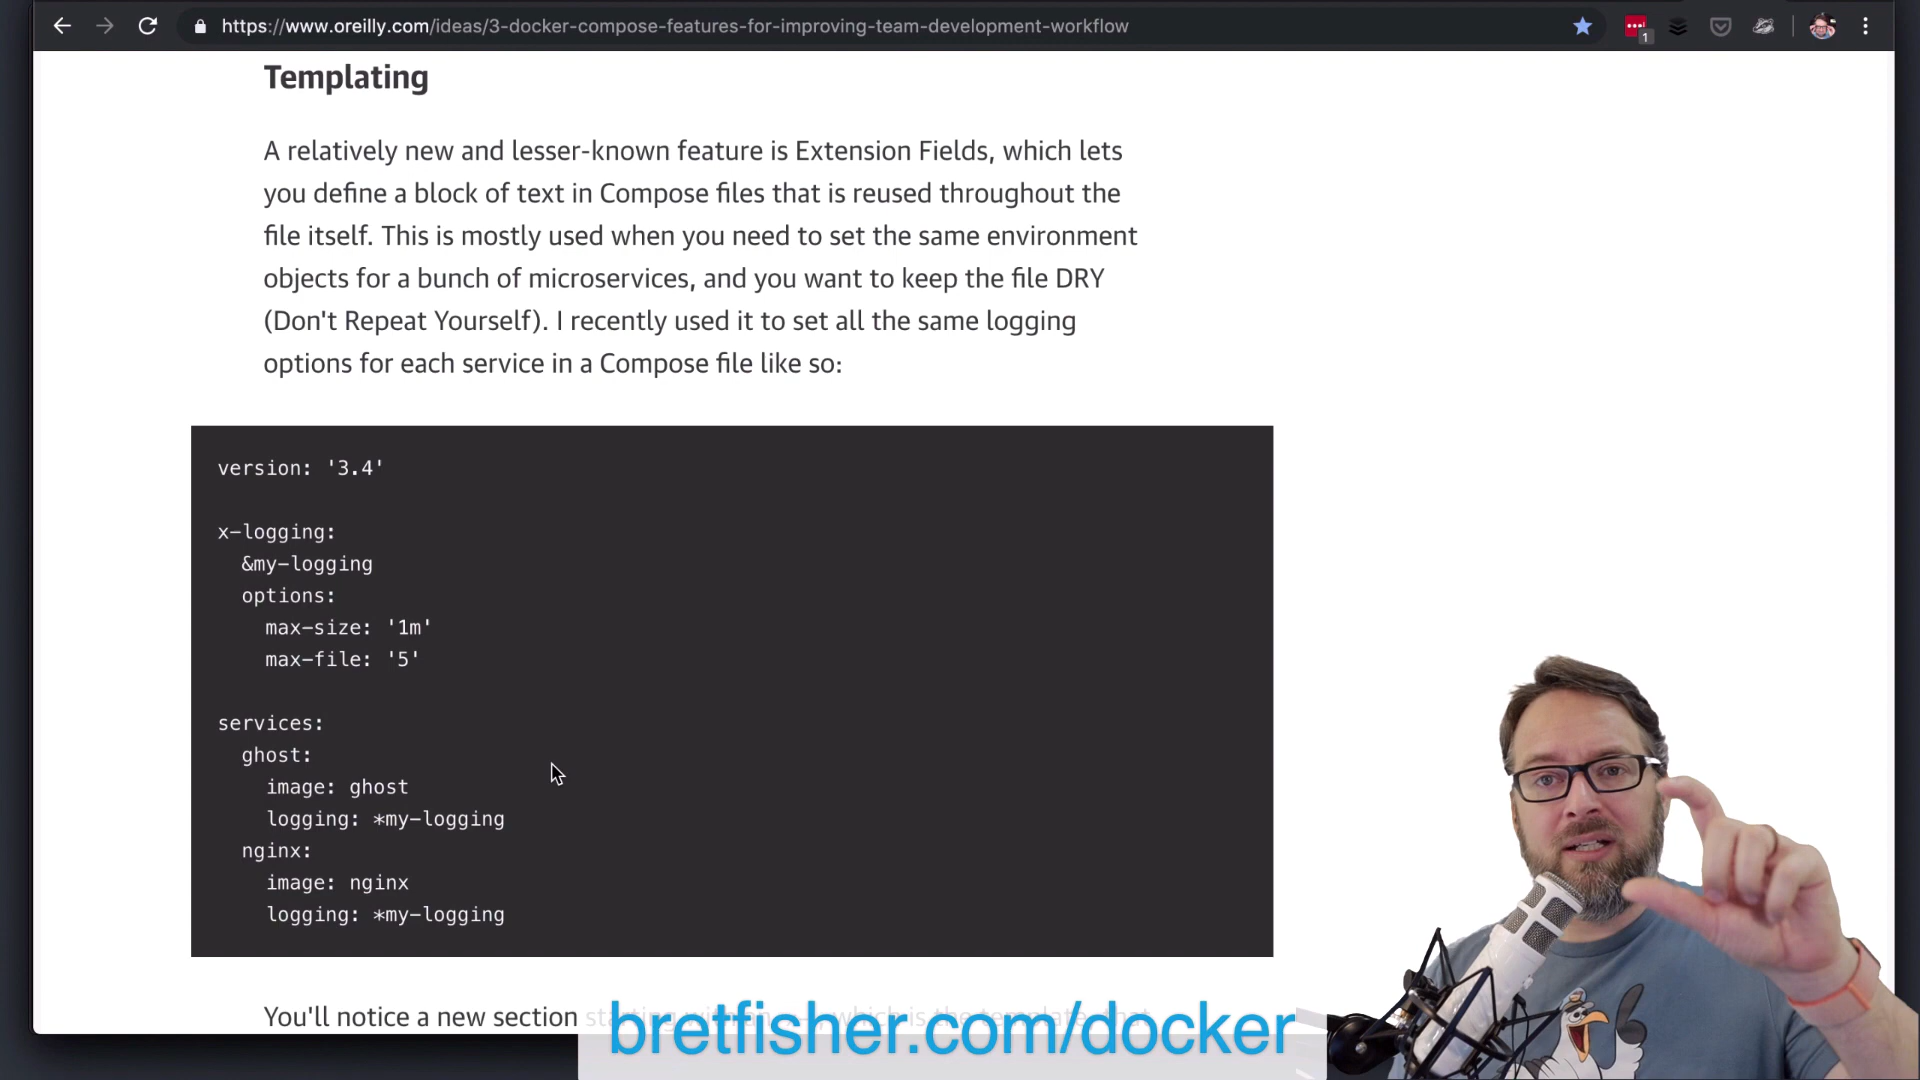 https://www.oreilly.com/ideas/3-docker-compose-features-for-improving-team-development-workflow
1
Templating
A relatively new and lesser-known feature is Extension Fields, which lets
you define a block of text in Compose files that is reused throughout the
file itself. This is mostly used when you need to set the same environment
objects for a bunch of microservices, and you want to keep the file DRY
(Don't Repeat Yourself). I recently used it to set all the same logging
options for each service in a Compose file like so:
version: '3.4'
x-logging:
&my-logging
options:
max-size: '1m'
max-file: '5'
services:
ghost:
image: ghost
logging: *my-logging
nginx:
image: nginx
logging: *my-logging
You'll notice a new section
bretfisher.com/docker